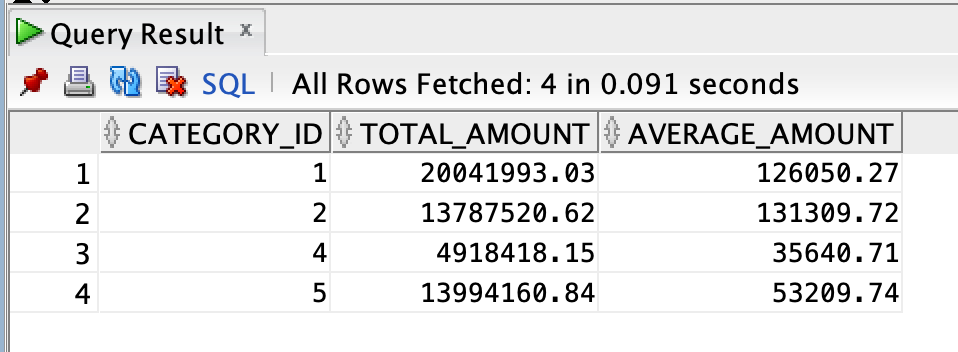 Query Result x
SQL All Rows Fetched: 4 in 0.091 seconds
CATEGORY_ID TOTAL_AMOUNT AVERAGE_AMOUNT
1 1 20041993.03 126050.27
2 2 13787520.62 131309.72
3 4 4918418.15 35640.71
4 5 13994160.84 53209.74